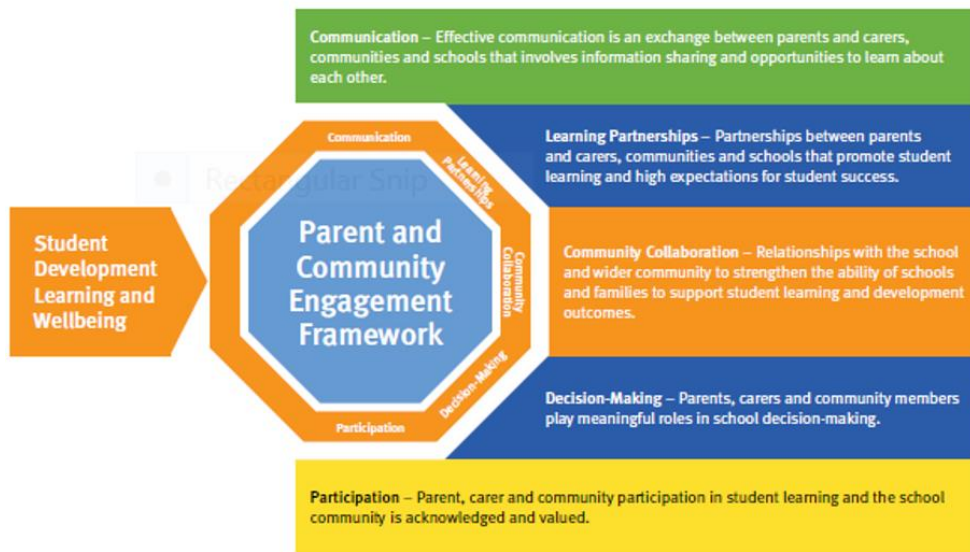 Communication – Effective communication is an exchange between parents and carers,
communities and schools that involves information sharing and opportunities to learn about
each other.
Learning Partnerships – Partnerships between parents
and carers, communities and schools that promote student
learning and high expectations for student success.
Community Collaboration – Relationships with the school
and wider community to strengthen the ability of schools
and families to support student learning and development
outcomes.
Decision-Making – Parents, carers and community members
play meaningful roles in school decision-making.
Participation – Parent, carer and community participation in student learning and the school
community is acknowledged and valued.
Student
Development
Learning and
Wellbeing
Parent and
Community
Engagement
Framework
Communication
Learning
Partnerships
Community
Collaboration
Decision-Making
Participation
Rectangular Snip